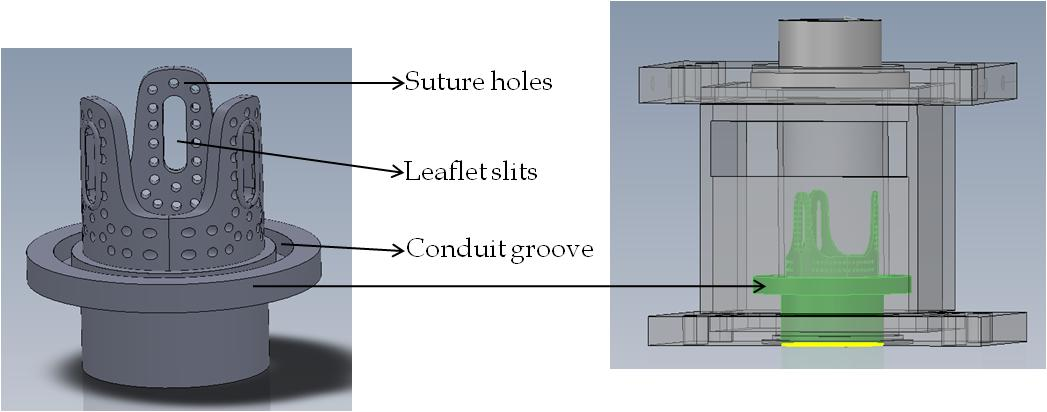 Suture holes
Leaflet slits
Conduit groove